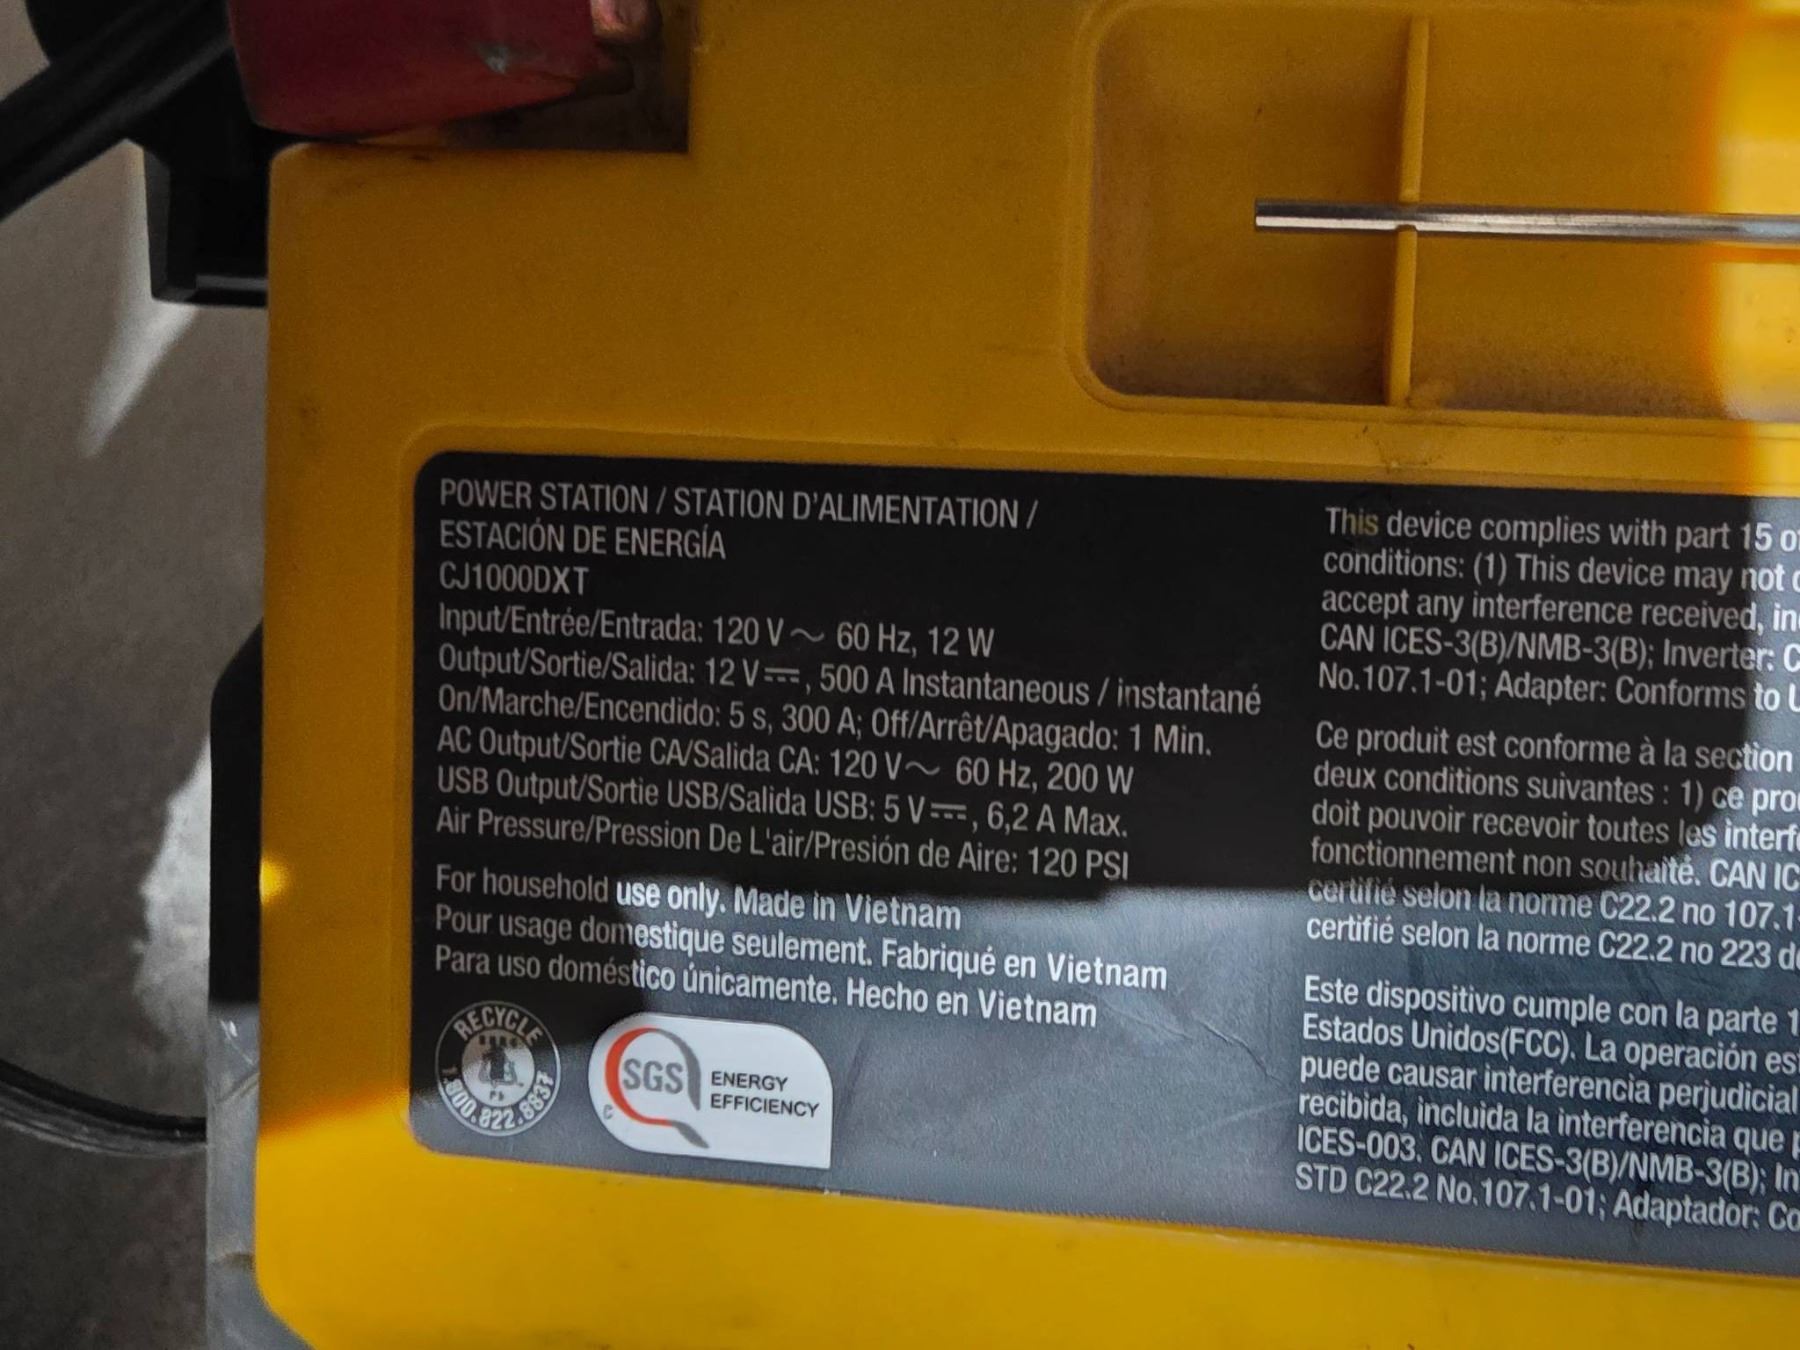 POWER STATION / STATION D'ALIMENTATION /
ESTACIÓN DE ENERGÍA
CJ1000DXT
Input/Entrée/Entrada: 120 V ~ 60 Hz, 12 W
Output/Sortie/Salida: 12 V⎓, 500 A Instantaneous / instantané
On/Marche/Encendido: 5 s, 300 A; Off/Arrêt/Apagado: 1 Min.
AC Output/Sortie CA/Salida CA: 120 V~ 60 Hz, 200 W
USB Output/Sortie USB/Salida USB: 5 V⎓, 6,2 A Max.
Air Pressure/Pression De L'air/Presión de Aire: 120 PSI
For household use only. Made in Vietnam
Pour usage domestique seulement. Fabriqué en Vietnam
Para uso doméstico únicamente. Hecho en Vietnam
RECYCLE
1.800.822.8837
SGS
ENERGY
EFFICIENCY
This device complies with part 15
conditions: (1) This device may not
accept any interference received,
CAN ICES-3(B)/NMB-3(B); Inverter:
No.107.1-01; Adapter: Conforms to
Ce produit est conforme à la section
deux conditions suivantes : 1) ce
doit pouvoir recevoir toutes les
fonctionnement non souhaité. CAN
certifié selon la norme C22.2 no 107.1-
certifié selon la norme C22.2 no 223
Este dispositivo cumple con la parte
Estados Unidos(FCC). La operación
puede causar interferencia perjudicial
recibida, incluida la interferencia que
ICES-003. CAN ICES-3(B)/NMB-3(B);
STD C22.2 No.107.1-01; Adaptador: